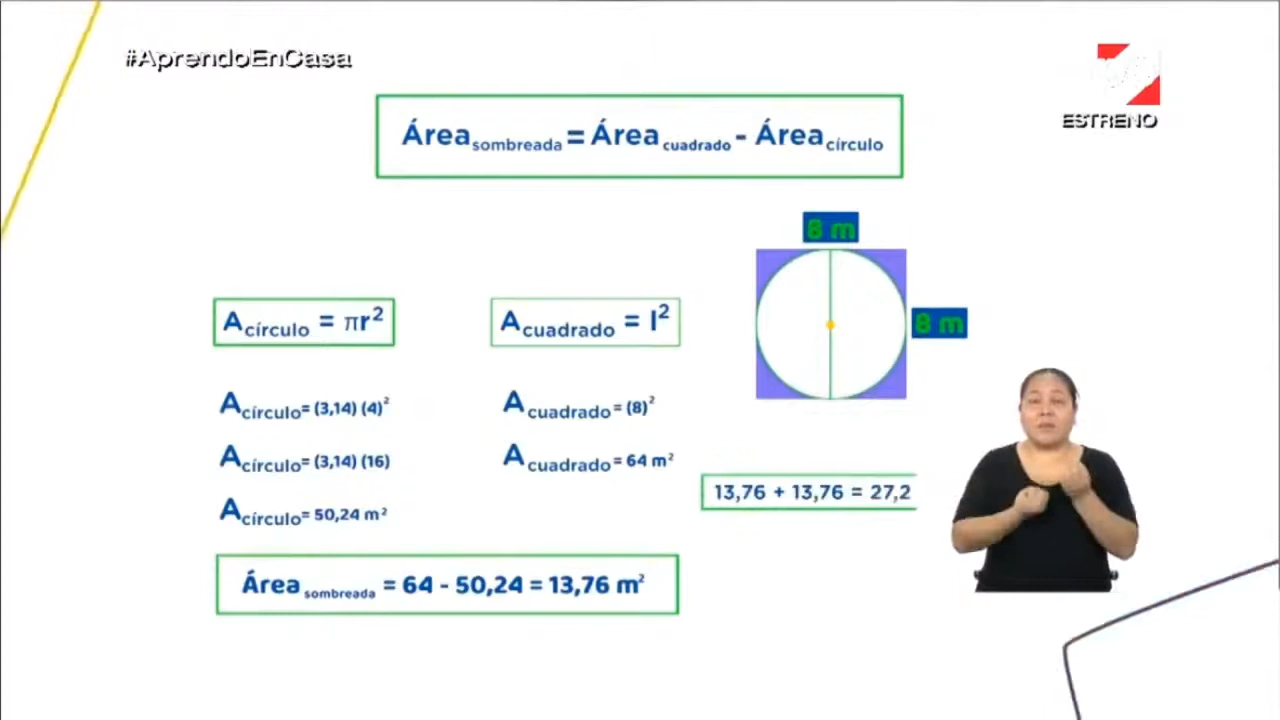 #AprendoEnCasa
ESTRENO
Área sombreada = Área cuadrado - Área círculo
8 m
8 m
A círculo = πr²
A cuadrado = l²
A círculo = (3,14) (4)²
A cuadrado = (8)²
A círculo = (3,14) (16)
A cuadrado = 64 m²
13,76 + 13,76 = 27,2
A círculo = 50,24 m²
Área sombreada = 64 - 50,24 = 13,76 m²